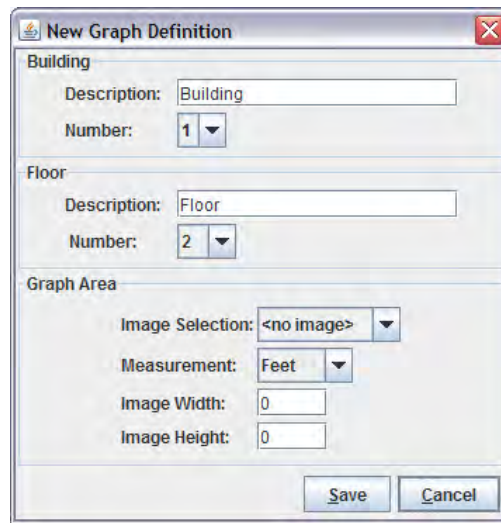 New Graph Definition
Building
Description: Building
Number: 1
Floor
Description: Floor
Number: 2
Graph Area
Image Selection: <no image>
Measurement: Feet
Image Width: 0
Image Height: 0
Save Cancel